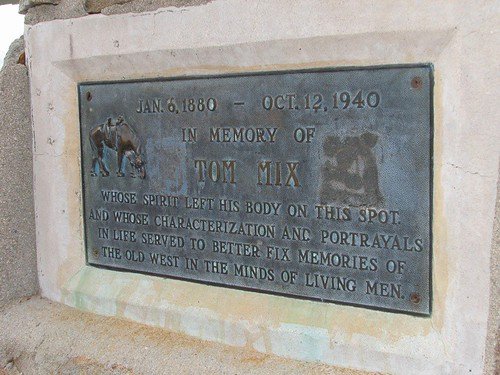 JAN. 6, 1880 – OCT. 12, 1940
IN MEMORY OF
TOM MIX
WHOSE SPIRIT LEFT HIS BODY ON THIS SPOT.
AND WHOSE CHARACTERIZATION AND PORTRAYALS
IN LIFE SERVED TO BETTER FIX MEMORIES OF
THE OLD WEST IN THE MINDS OF LIVING MEN.